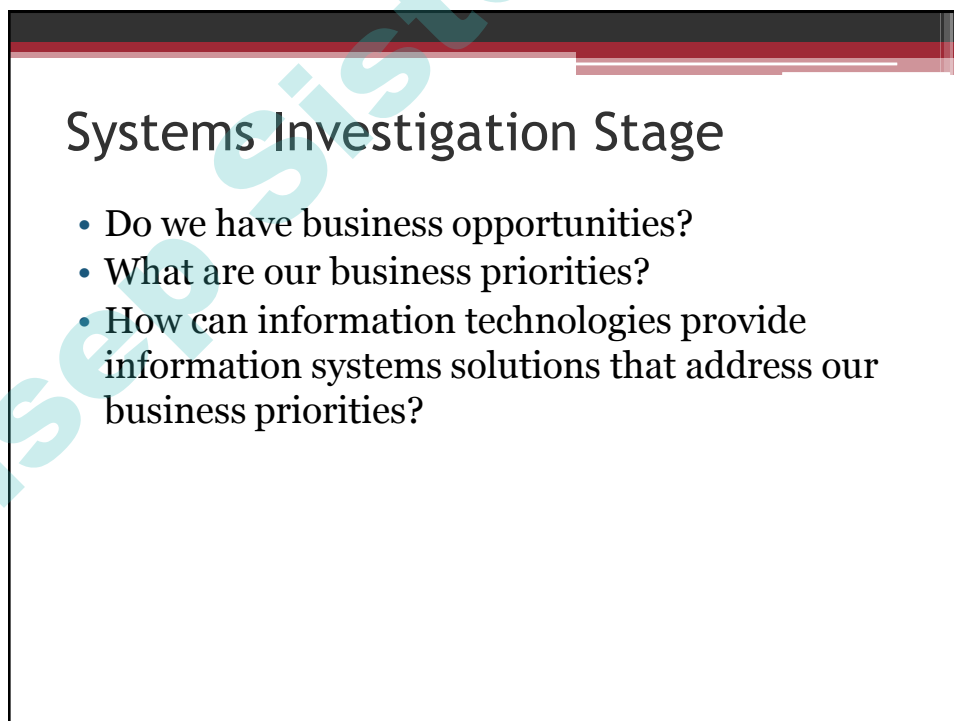 Systems Investigation Stage
• Do we have business opportunities?
• What are our business priorities?
• How can information technologies provide
information systems solutions that address our
business priorities?